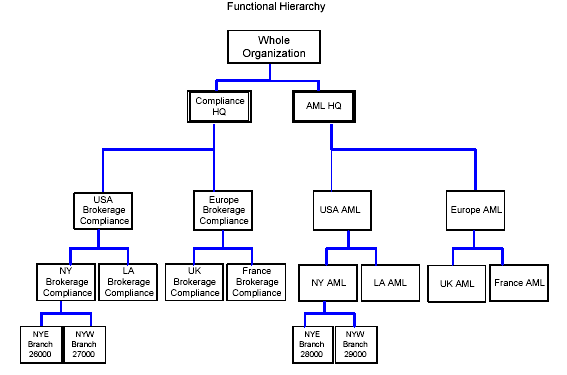 Functional Hierarchy
Whole
Organization
Compliance
HQ
AML HQ
USA
Brokerage
Compliance
Europe
Brokerage
Compliance
USA AML
Europe AML
NY
Brokerage
Compliance
LA
Brokerage
Compliance
UK
Brokerage
Compliance
France
Brokerage
Compliance
NY AML
LA AML
UK AML
France AML
NYE
Branch
26000
NYW
Branch
27000
NYE
Branch
28000
NYW
Branch
29000